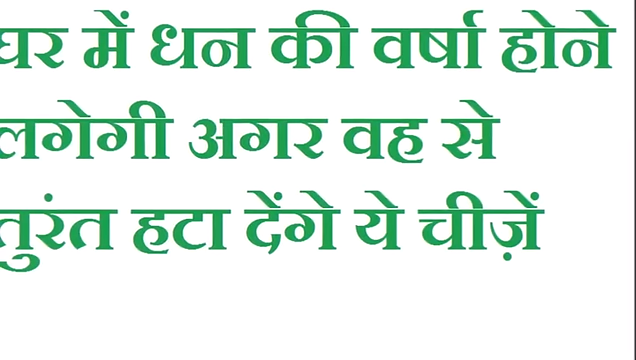 घर में धन की वर्षा होने
लगेगी अगर वह से
तुरंत हटा देंगे ये चीज़ें